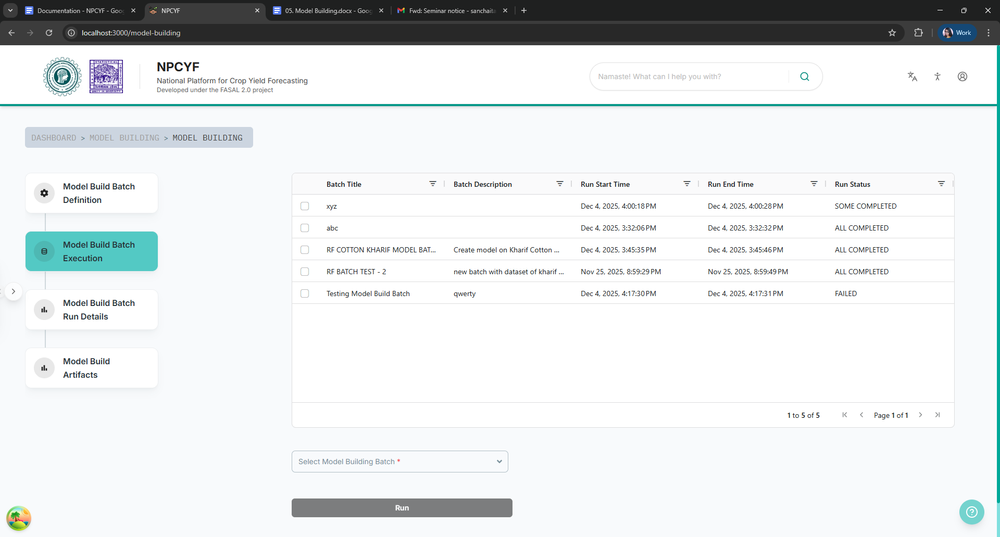 Documentation - NPCYF - Goo
NPCYF
05. Model Building.docx - Goog
Fwd: Seminar notice - sanchaita
localhost:3000/model-building
Work
STATISTICAL
INDIAN
INSTITUTE
UNITY IN DIVERSITY
NPCYF
National Platform for Crop Yield Forecasting
Developed under the FASAL 2.0 project
Namaste! What can I help you with?
DASHBOARD > MODEL BUILDING > MODEL BUILDING
Model Build Batch
Definition
Model Build Batch
Execution
Model Build Batch
Run Details
Model Build
Artifacts
Batch Title Batch Description Run Start Time Run End Time Run Status
xyz Dec 4, 2025, 4:00:18 PM Dec 4, 2025, 4:00:28 PM SOME COMPLETED
abc Dec 4, 2025, 3:32:06 PM Dec 4, 2025, 3:32:32 PM ALL COMPLETED
RF COTTON KHARIF MODEL BAT... Create model on Kharif Cotton ... Dec 4, 2025, 3:45:35 PM Dec 4, 2025, 3:45:46 PM ALL COMPLETED
RF BATCH TEST - 2 new batch with dataset of kharif ... Nov 25, 2025, 8:59:29 PM Nov 25, 2025, 8:59:49 PM ALL COMPLETED
Testing Model Build Batch qwerty Dec 4, 2025, 4:17:30 PM Dec 4, 2025, 4:17:31 PM FAILED
1 to 5 of 5 Page 1 of 1
Select Model Building Batch *
Run